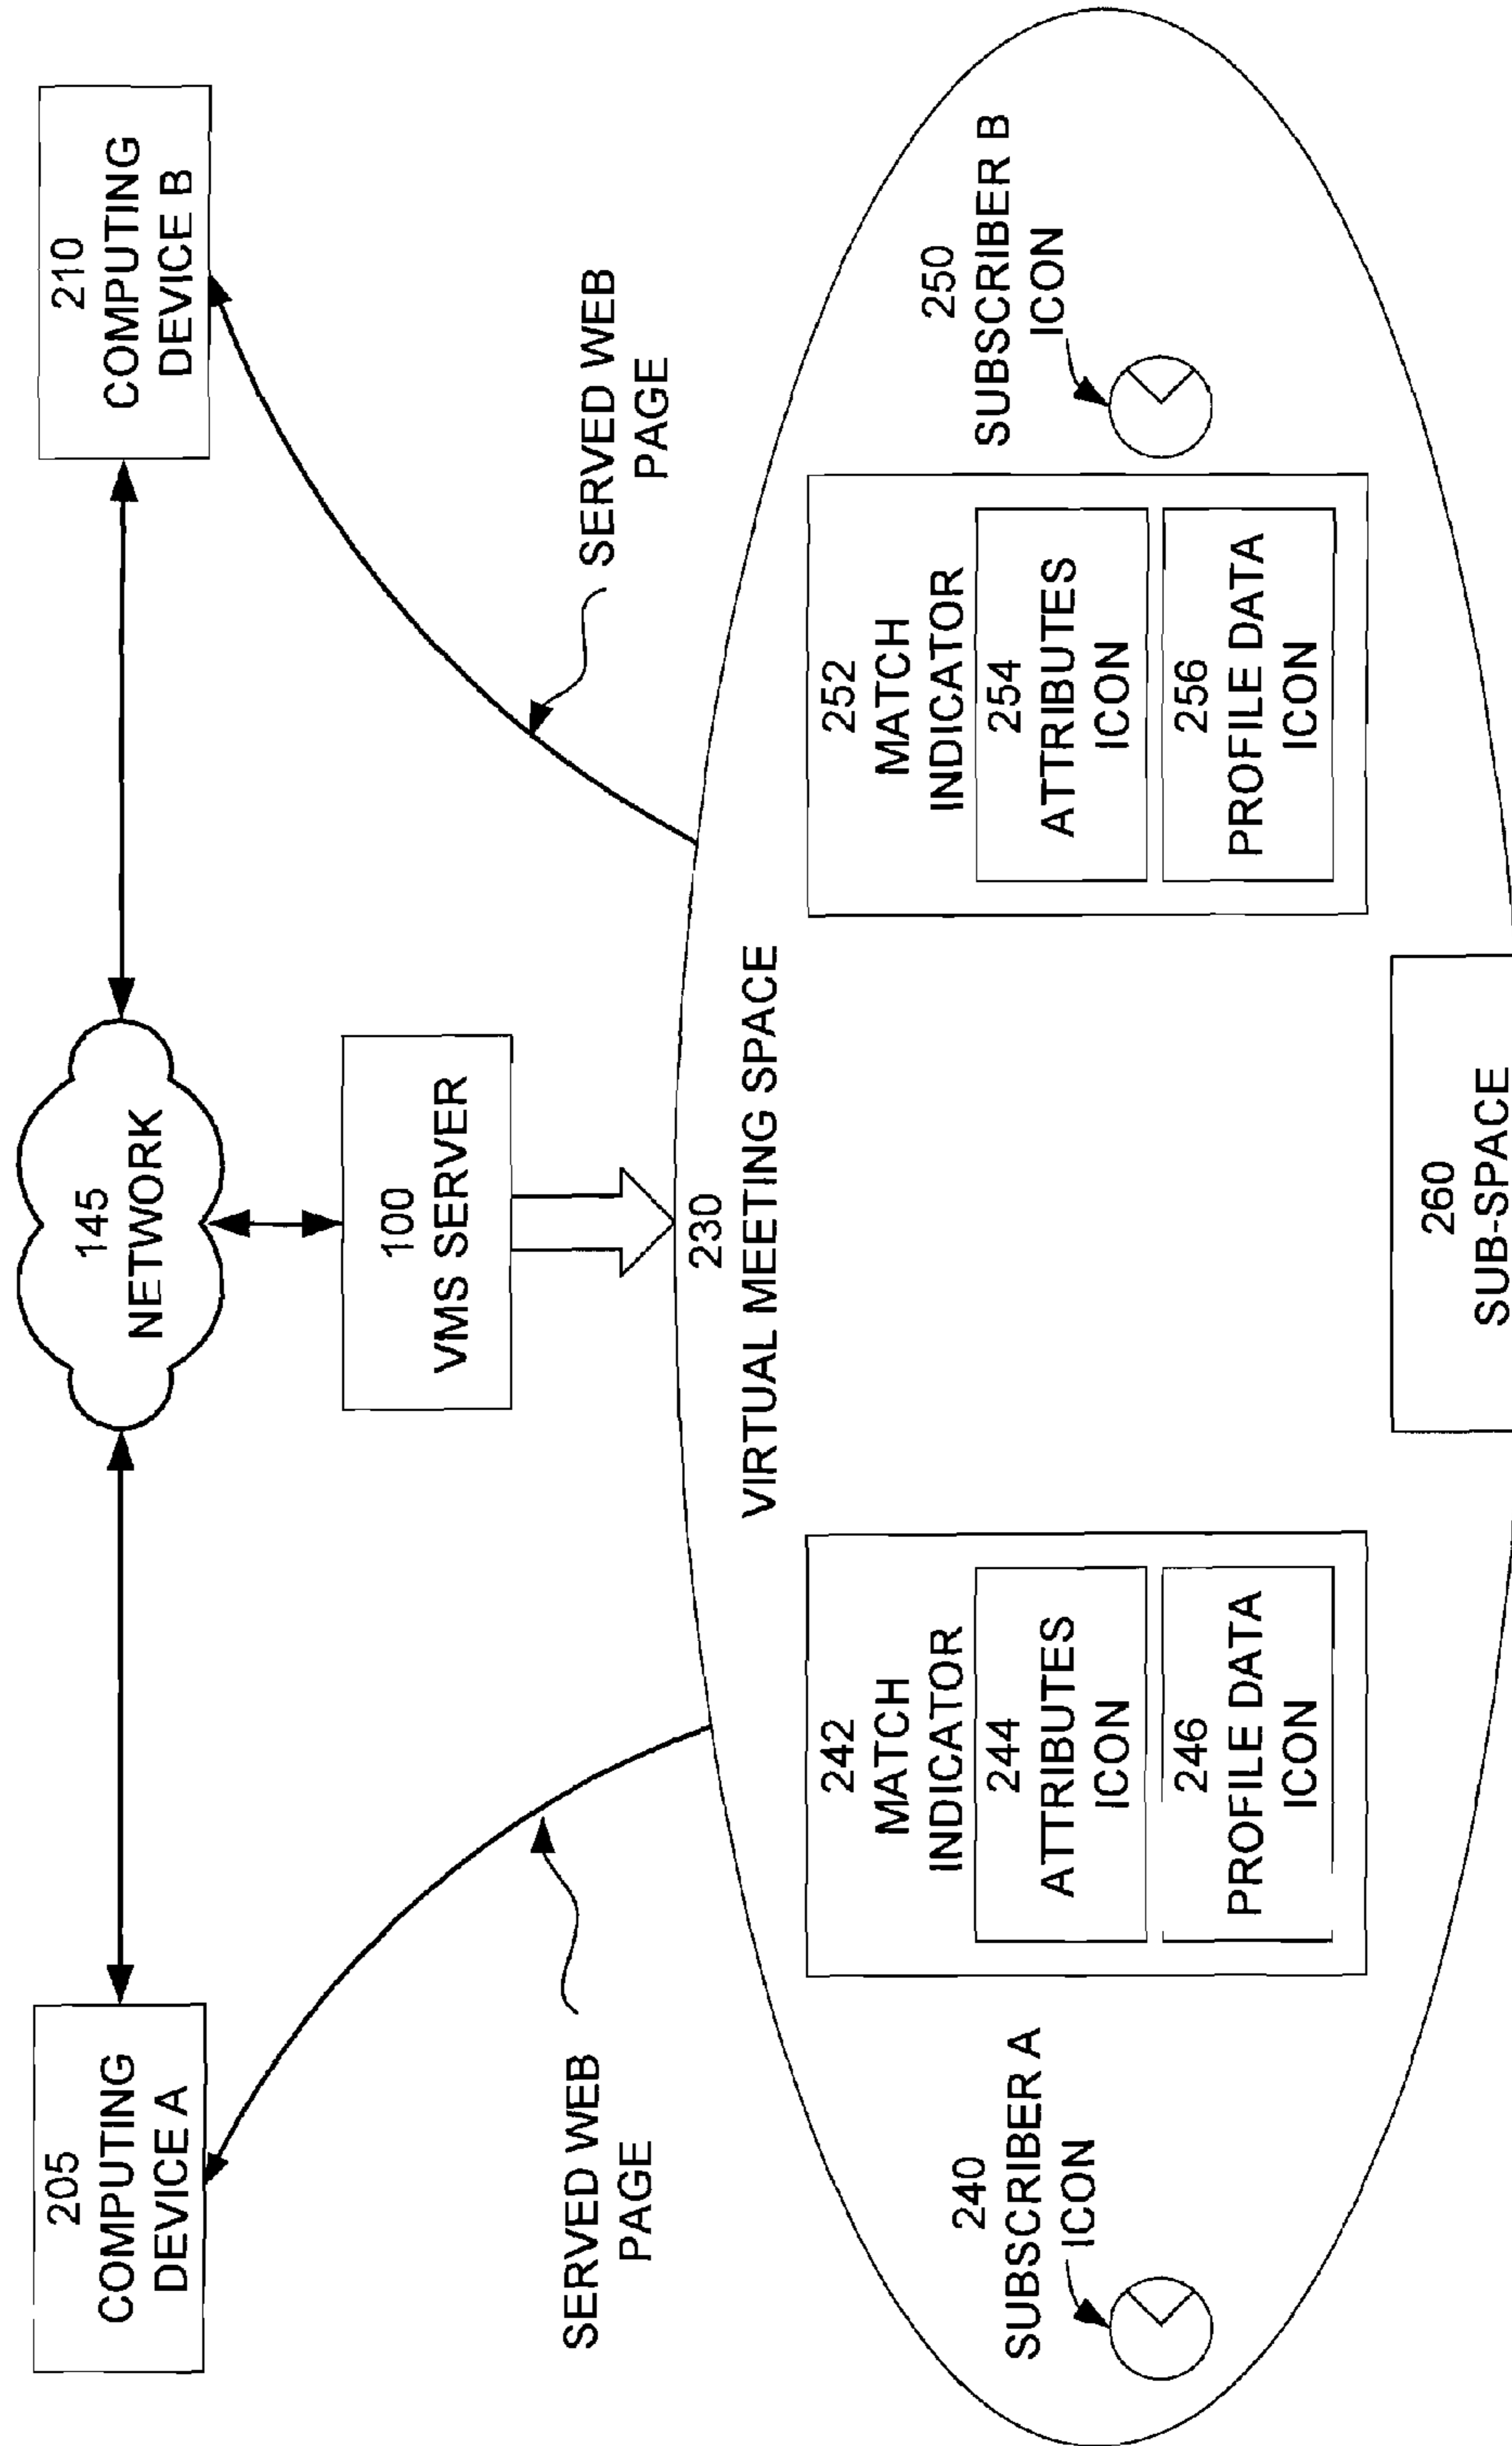 205
COMPUTING
DEVICE A
145
NETWORK
210
COMPUTING
DEVICE B
100
VMS SERVER
SERVED WEB
PAGE
SERVED WEB
PAGE
230
VIRTUAL MEETING SPACE
240
SUBSCRIBER A
ICON
242
MATCH
INDICATOR
244
ATTRIBUTES
ICON
246
PROFILE DATA
ICON
252
MATCH
INDICATOR
254
ATTRIBUTES
ICON
256
PROFILE DATA
ICON
250
SUBSCRIBER B
ICON
260
SUB-SPACE